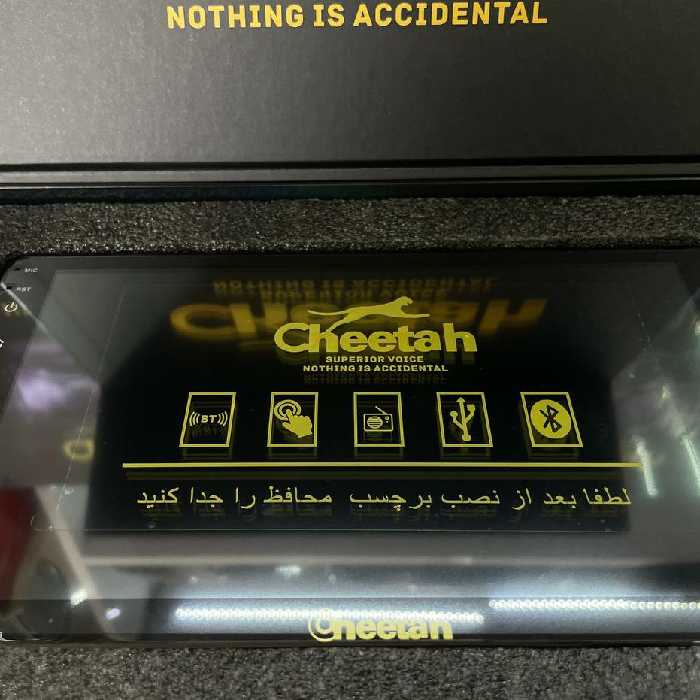 NOTHING IS ACCIDENTAL
MIC
RST
Cheetah
SUPERIOR VOICE
NOTHING IS ACCIDENTAL
((ST))
لطفا بعد از نصب برچسب محافظ را جدا کنید
Cheetah